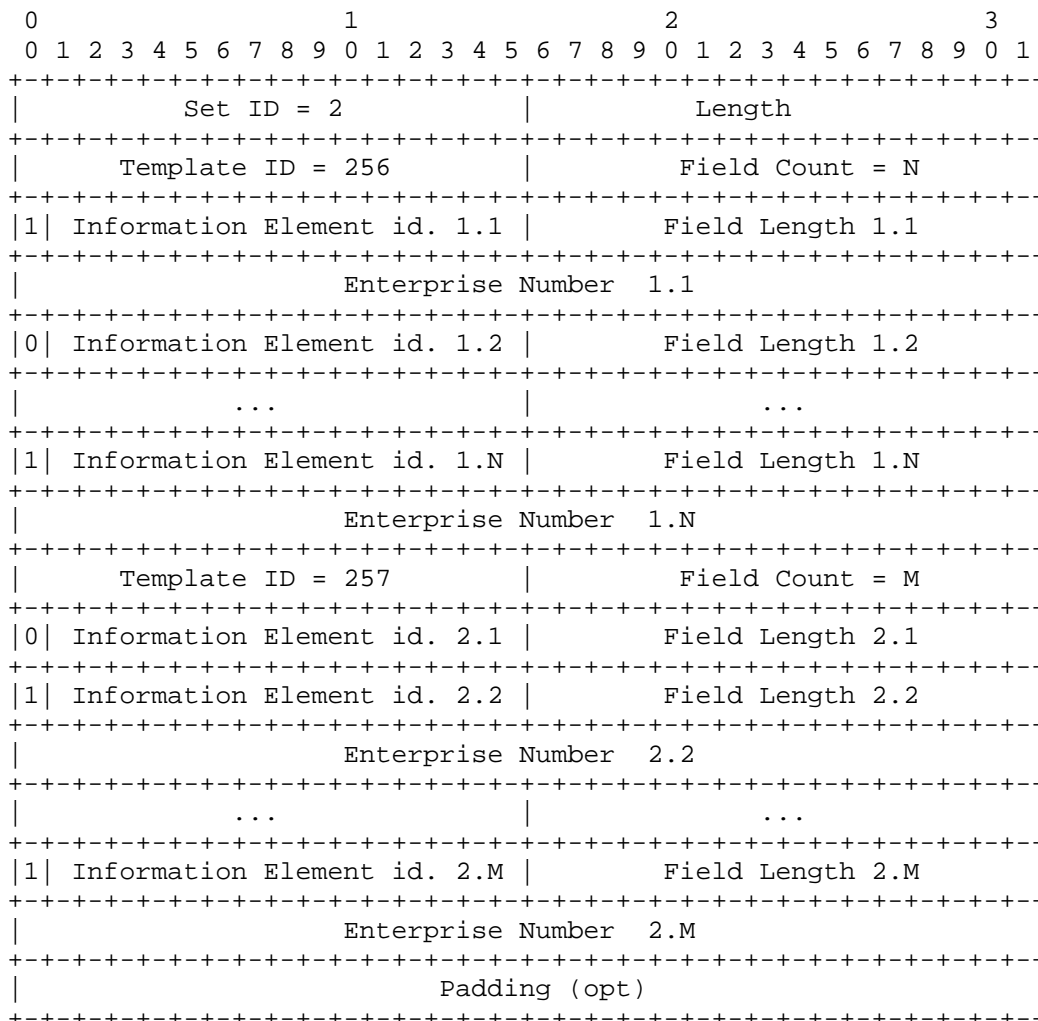 0                   1                   2                   3
 0 1 2 3 4 5 6 7 8 9 0 1 2 3 4 5 6 7 8 9 0 1 2 3 4 5 6 7 8 9 0 1
+-+-+-+-+-+-+-+-+-+-+-+-+-+-+-+-+-+-+-+-+-+-+-+-+-+-+-+-+-+-+-+-+--
|          Set ID = 2           |          Length
+-+-+-+-+-+-+-+-+-+-+-+-+-+-+-+-+-+-+-+-+-+-+-+-+-+-+-+-+-+-+-+-+--
|      Template ID = 256        |         Field Count = N
+-+-+-+-+-+-+-+-+-+-+-+-+-+-+-+-+-+-+-+-+-+-+-+-+-+-+-+-+-+-+-+-+--
|1| Information Element id. 1.1 |        Field Length 1.1
+-+-+-+-+-+-+-+-+-+-+-+-+-+-+-+-+-+-+-+-+-+-+-+-+-+-+-+-+-+-+-+-+--
|                    Enterprise Number  1.1
+-+-+-+-+-+-+-+-+-+-+-+-+-+-+-+-+-+-+-+-+-+-+-+-+-+-+-+-+-+-+-+-+--
|0| Information Element id. 1.2 |        Field Length 1.2
+-+-+-+-+-+-+-+-+-+-+-+-+-+-+-+-+-+-+-+-+-+-+-+-+-+-+-+-+-+-+-+-+--
|             ...               |              ...
+-+-+-+-+-+-+-+-+-+-+-+-+-+-+-+-+-+-+-+-+-+-+-+-+-+-+-+-+-+-+-+-+--
|1| Information Element id. 1.N |        Field Length 1.N
+-+-+-+-+-+-+-+-+-+-+-+-+-+-+-+-+-+-+-+-+-+-+-+-+-+-+-+-+-+-+-+-+--
|                    Enterprise Number  1.N
+-+-+-+-+-+-+-+-+-+-+-+-+-+-+-+-+-+-+-+-+-+-+-+-+-+-+-+-+-+-+-+-+--
|      Template ID = 257        |         Field Count = M
+-+-+-+-+-+-+-+-+-+-+-+-+-+-+-+-+-+-+-+-+-+-+-+-+-+-+-+-+-+-+-+-+--
|0| Information Element id. 2.1 |        Field Length 2.1
+-+-+-+-+-+-+-+-+-+-+-+-+-+-+-+-+-+-+-+-+-+-+-+-+-+-+-+-+-+-+-+-+--
|1| Information Element id. 2.2 |        Field Length 2.2
+-+-+-+-+-+-+-+-+-+-+-+-+-+-+-+-+-+-+-+-+-+-+-+-+-+-+-+-+-+-+-+-+--
|                    Enterprise Number  2.2
+-+-+-+-+-+-+-+-+-+-+-+-+-+-+-+-+-+-+-+-+-+-+-+-+-+-+-+-+-+-+-+-+--
|             ...               |              ...
+-+-+-+-+-+-+-+-+-+-+-+-+-+-+-+-+-+-+-+-+-+-+-+-+-+-+-+-+-+-+-+-+--
|1| Information Element id. 2.M |        Field Length 2.M
+-+-+-+-+-+-+-+-+-+-+-+-+-+-+-+-+-+-+-+-+-+-+-+-+-+-+-+-+-+-+-+-+--
|                    Enterprise Number  2.M
+-+-+-+-+-+-+-+-+-+-+-+-+-+-+-+-+-+-+-+-+-+-+-+-+-+-+-+-+-+-+-+-+--
|                          Padding (opt)
+-+-+-+-+-+-+-+-+-+-+-+-+-+-+-+-+-+-+-+-+-+-+-+-+-+-+-+-+-+-+-+-+--